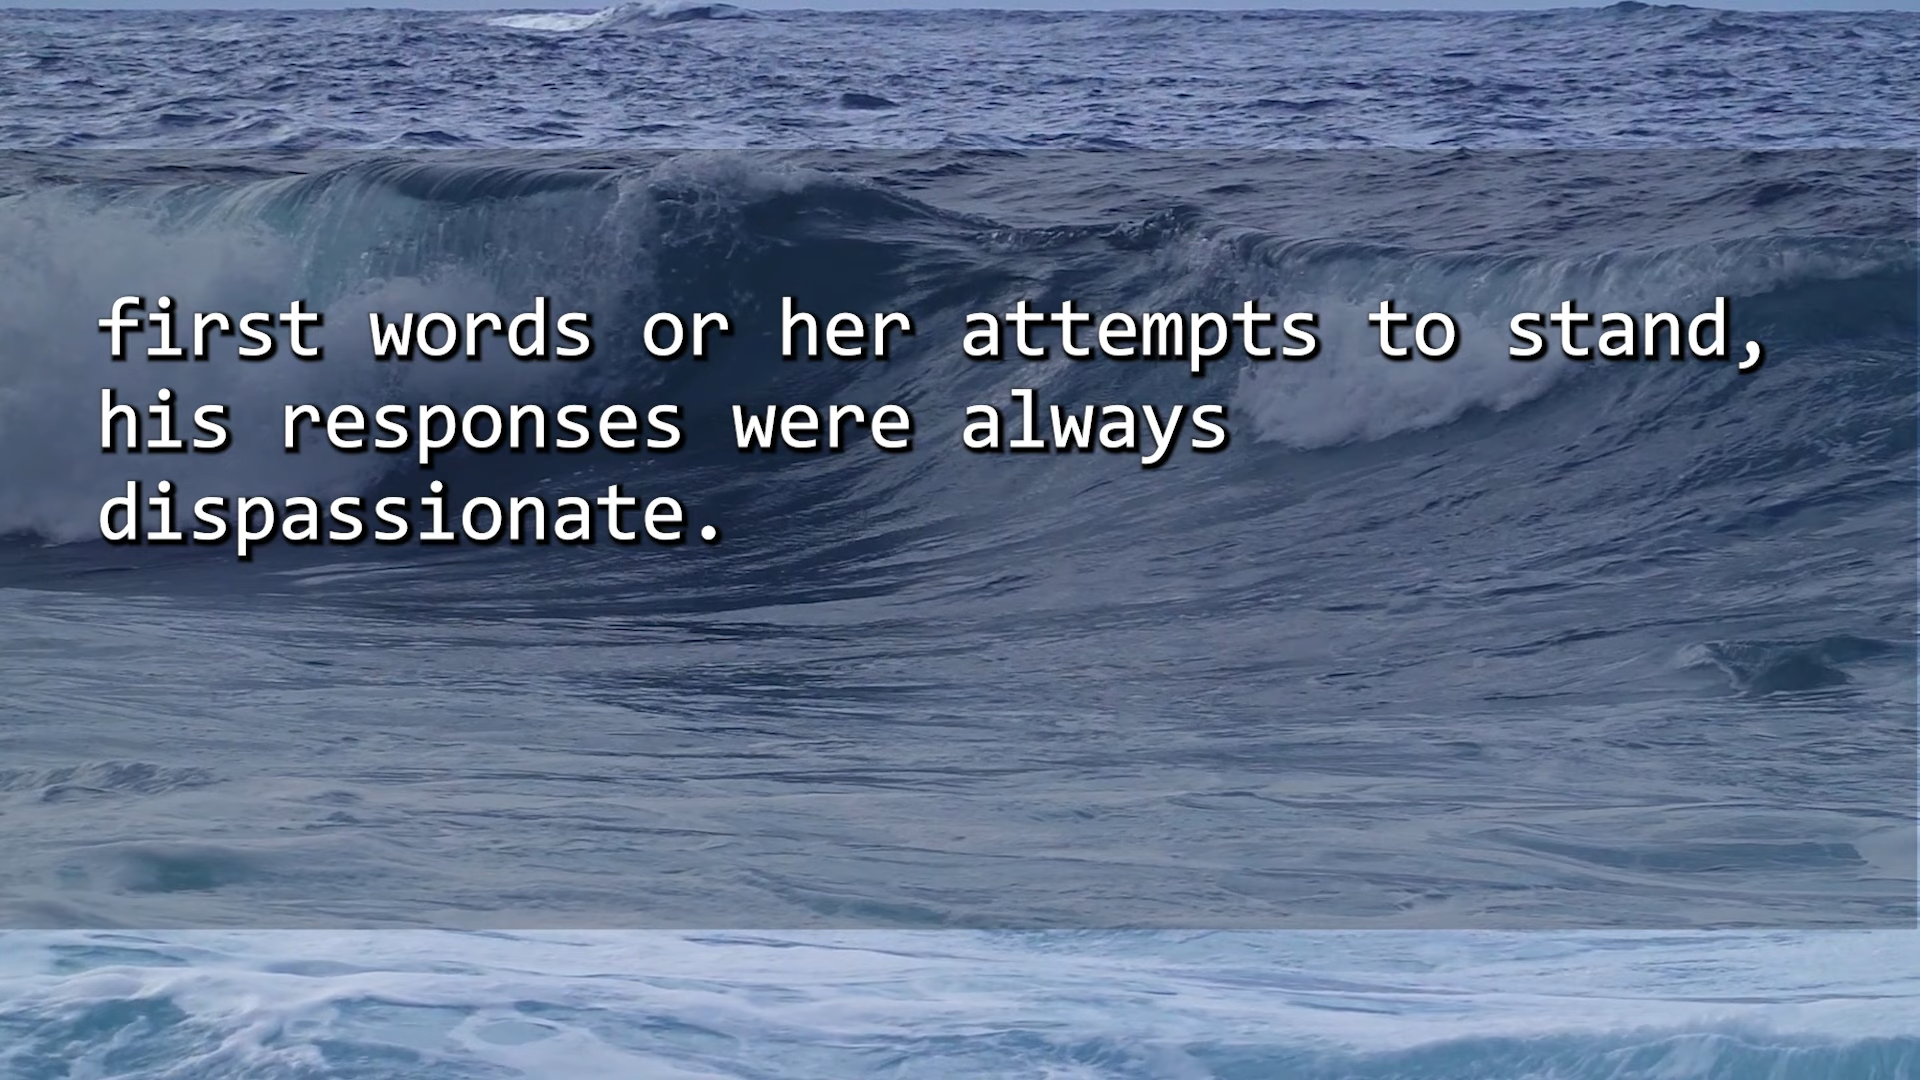 first words or her attempts to stand,
his responses were always
dispassionate.